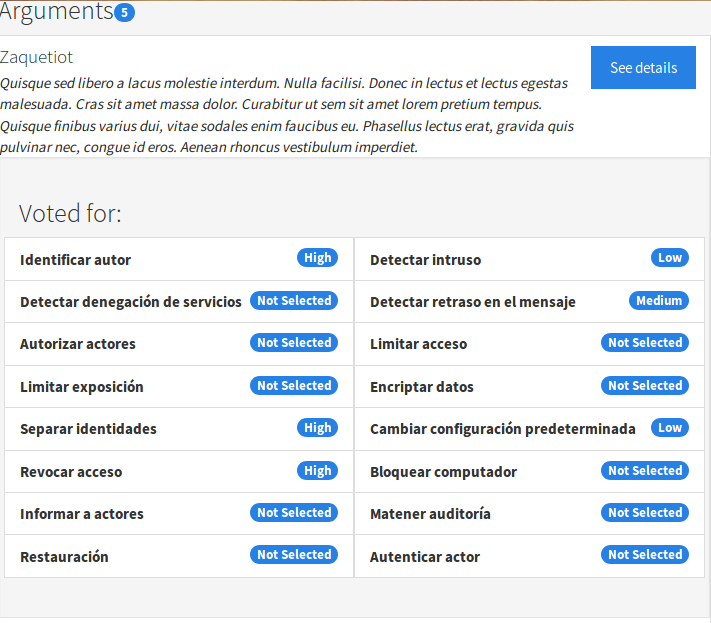 Arguments 5
Zaquetiot
See details
Quisque sed libero a lacus molestie interdum. Nulla facilisi. Donec in lectus et lectus egestas
malesuada. Cras sit amet massa dolor. Curabitur ut sem sit amet lorem pretium tempus.
Quisque finibus varius dui, vitae sodales enim faucibus eu. Phasellus lectus erat, gravida quis
pulvinar nec, congue id eros. Aenean rhoncus vestibulum imperdiet.
Voted for:
Identificar autor High Detectar intruso Low
Detectar denegación de servicios Not Selected Detectar retraso en el mensaje Medium
Autorizar actores Not Selected Limitar acceso Not Selected
Limitar exposición Not Selected Encriptar datos Not Selected
Separar identidades High Cambiar configuración predeterminada Low
Revocar acceso High Bloquear computador Not Selected
Informar a actores Not Selected Matener auditoría Not Selected
Restauración Not Selected Autenticar actor Not Selected